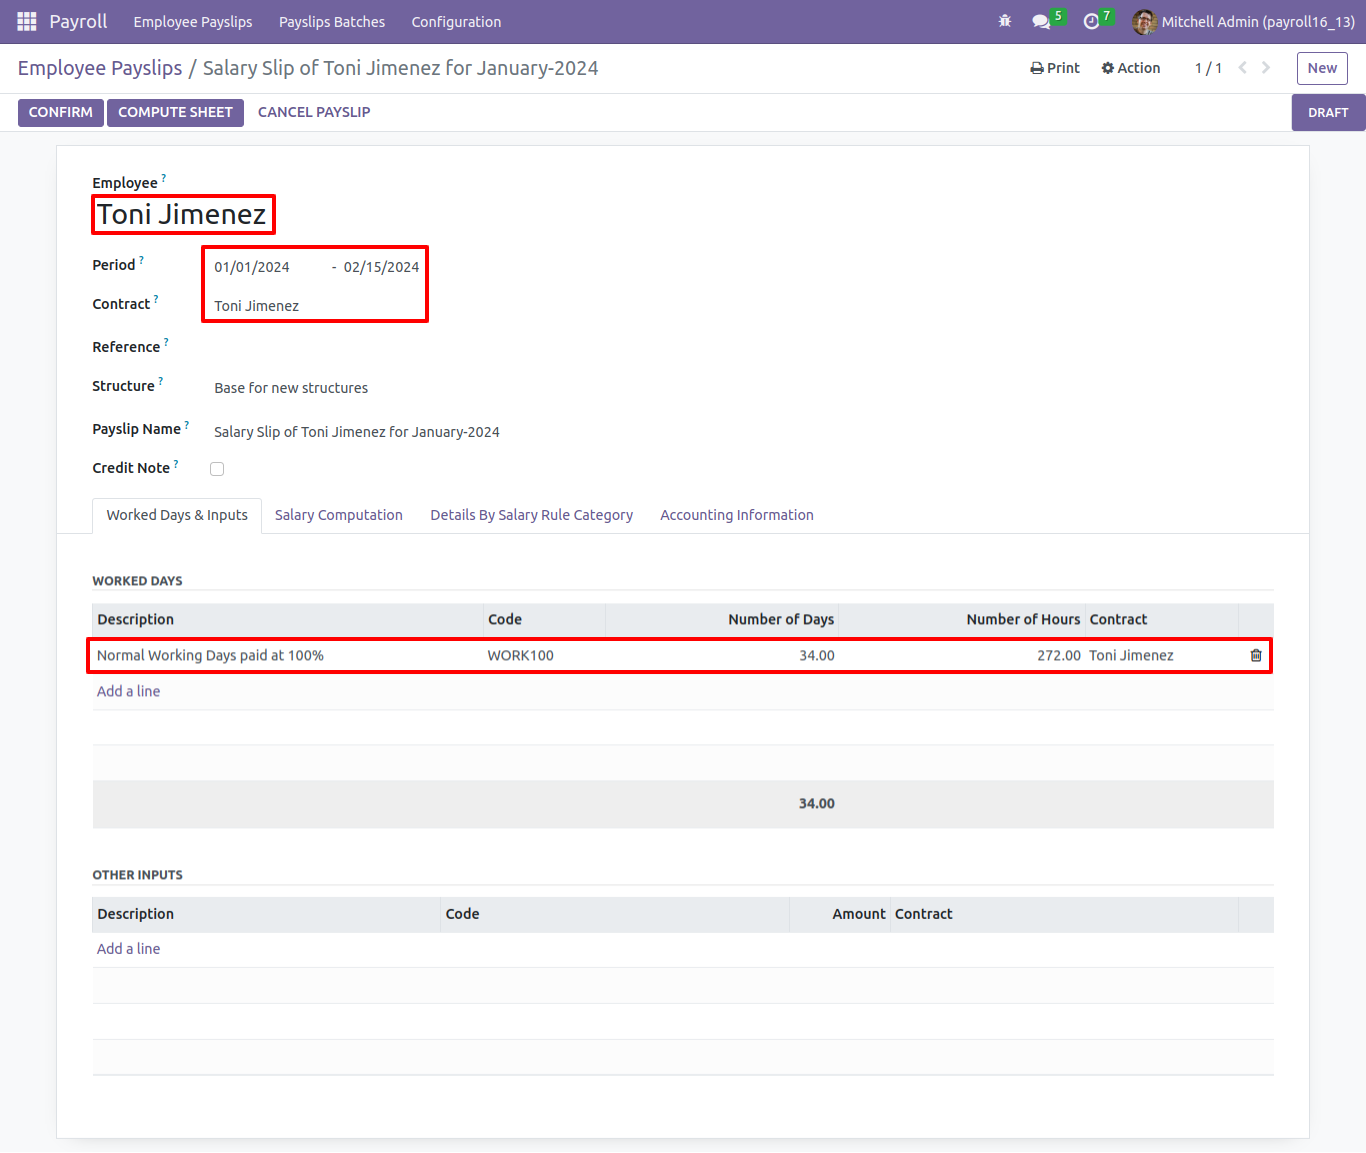 Payroll Employee Payslips Payslips Batches Configuration 5 7 Mitchell Admin (payroll16_13)
Employee Payslips / Salary Slip of Toni Jimenez for January-2024 Print Action 1 / 1 New
CONFIRM COMPUTE SHEET CANCEL PAYSLIP DRAFT
Employee ?
Toni Jimenez
Period ? 01/01/2024 - 02/15/2024
Contract ? Toni Jimenez
Reference ?
Structure ? Base for new structures
Payslip Name ? Salary Slip of Toni Jimenez for January-2024
Credit Note ?
Worked Days & Inputs Salary Computation Details By Salary Rule Category Accounting Information
WORKED DAYS
Description Code Number of Days Number of Hours Contract
Normal Working Days paid at 100% WORK100 34.00 272.00 Toni Jimenez
Add a line
34.00
OTHER INPUTS
Description Code Amount Contract
Add a line